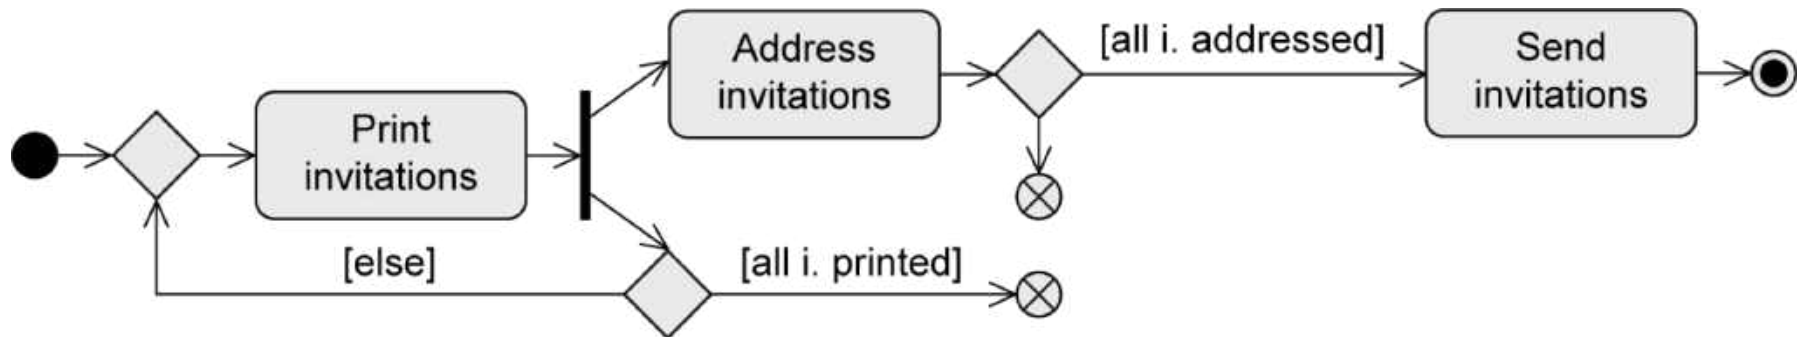 Address
invitations
[all i. addressed]
Send
invitations
Print
invitations
[else]
[all i. printed]